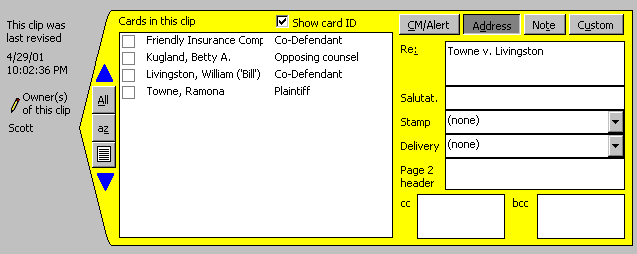 This clip was
last revised
4/29/01
10:02:36 PM
Owner(s)
of this clip
Scott
All
az
Cards in this clip
Show card ID
Friendly Insurance Comp Co-Defendant
Kugland, Betty A. Opposing counsel
Livingston, William ('Bill') Co-Defendant
Towne, Ramona Plaintiff
CM/Alert Address Note Custom
Re: Towne v. Livingston
Salutat.
Stamp (none)
Delivery (none)
Page 2
header
cc bcc